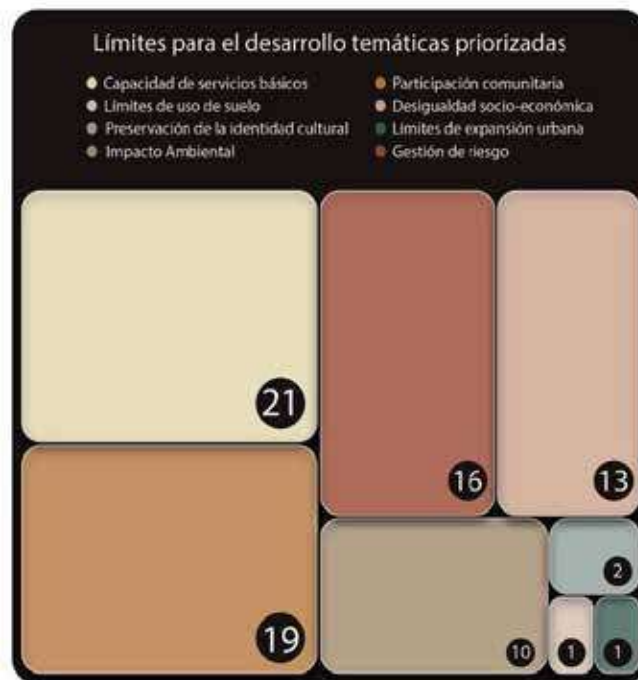 Límites para el desarrollo temáticas priorizadas
Capacidad de servicios básicos
Límites de uso de suelo
Preservación de la identidad cultural
Impacto Ambiental
Participación comunitaria
Desigualdad socio-económica
Límites de expansión urbana
Gestión de riesgo
21
16
13
19
10
2
1
1